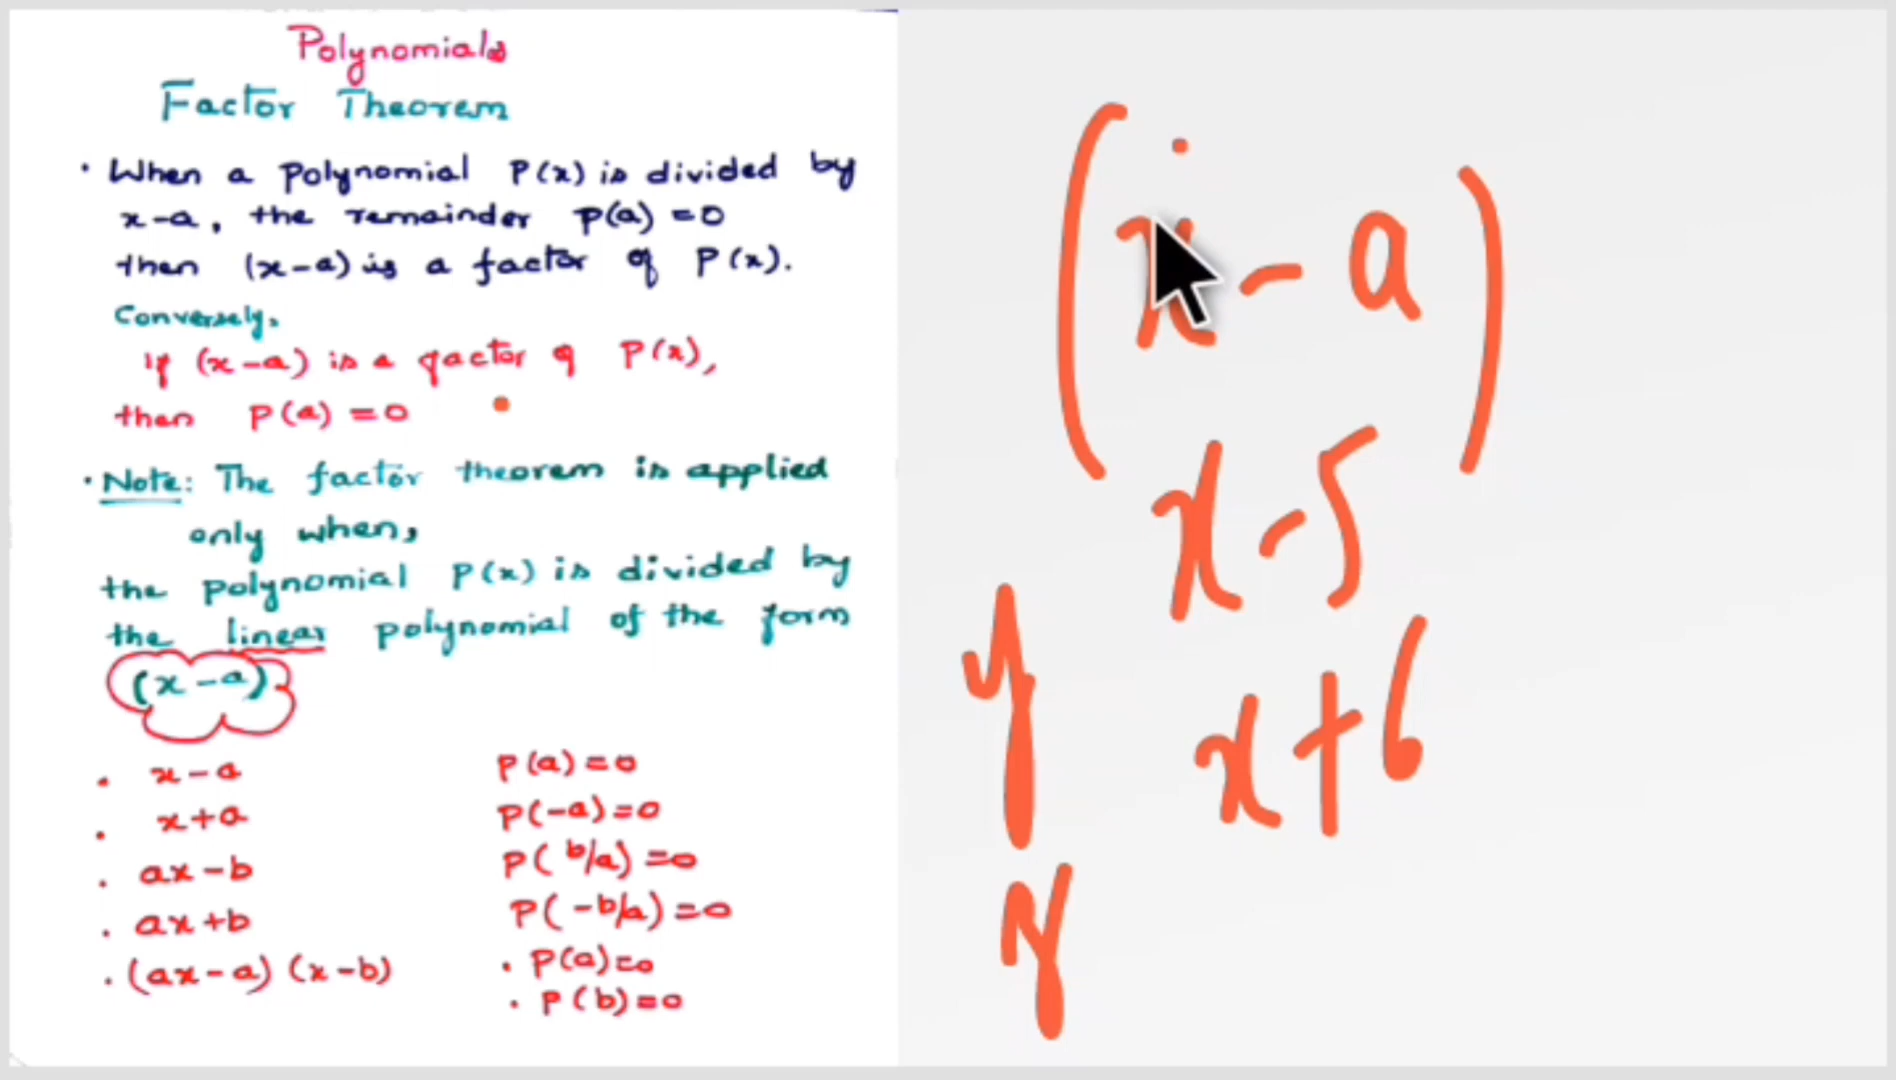 Polynomials
Factor Theorem
• When a polynomial P(x) is divided by
x-a, the remainder P(a) = 0
then (x-a) is a factor of P(x).
Conversely,
If (x-a) is a factor of P(x),
then P(a) = 0
• Note: The factor theorem is applied
only when,
the polynomial P(x) is divided by
the linear polynomial of the form
(x-a)
• x-a P(a)=0
• x+a P(-a)=0
• ax-b P(b/a)=0
• ax+b P(-b/a)=0
• (ax-a) (x-b) • P(a)=0
• P(b)=0
(x - a)
x - 5
y
x + 6
y